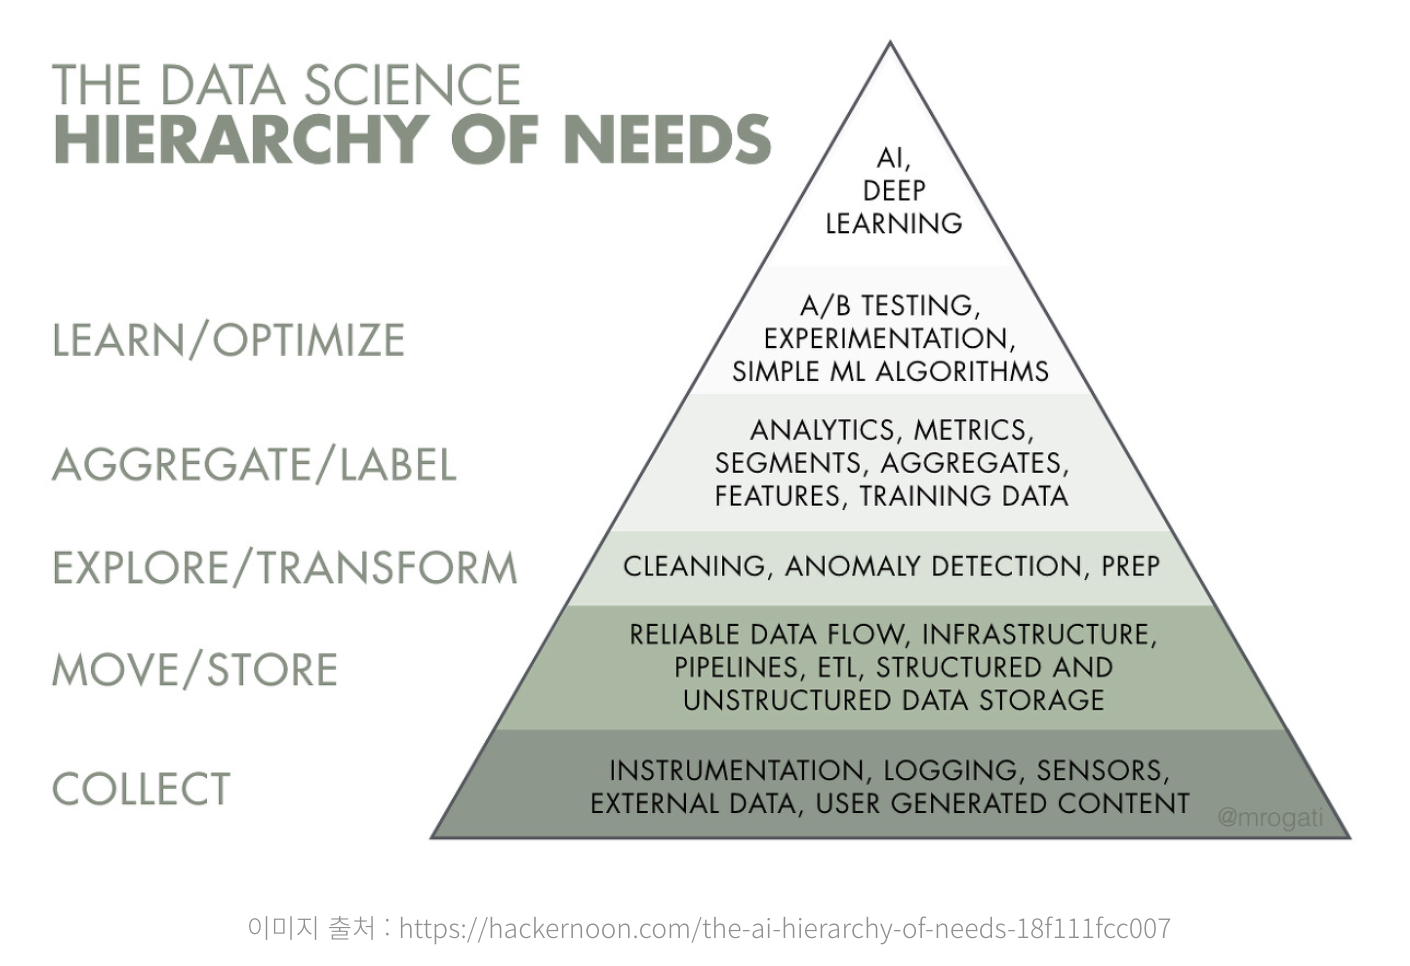 THE DATA SCIENCE
HIERARCHY OF NEEDS
AI,
DEEP
LEARNING
LEARN/OPTIMIZE
A/B TESTING,
EXPERIMENTATION,
SIMPLE ML ALGORITHMS
AGGREGATE/LABEL
ANALYTICS, METRICS,
SEGMENTS, AGGREGATES,
FEATURES, TRAINING DATA
EXPLORE/TRANSFORM
CLEANING, ANOMALY DETECTION, PREP
MOVE/STORE
RELIABLE DATA FLOW, INFRASTRUCTURE,
PIPELINES, ETL, STRUCTURED AND
UNSTRUCTURED DATA STORAGE
COLLECT
INSTRUMENTATION, LOGGING, SENSORS,
EXTERNAL DATA, USER GENERATED CONTENT
@mrogati
이미지 출처 : https://hackernoon.com/the-ai-hierarchy-of-needs-18f111fcc007